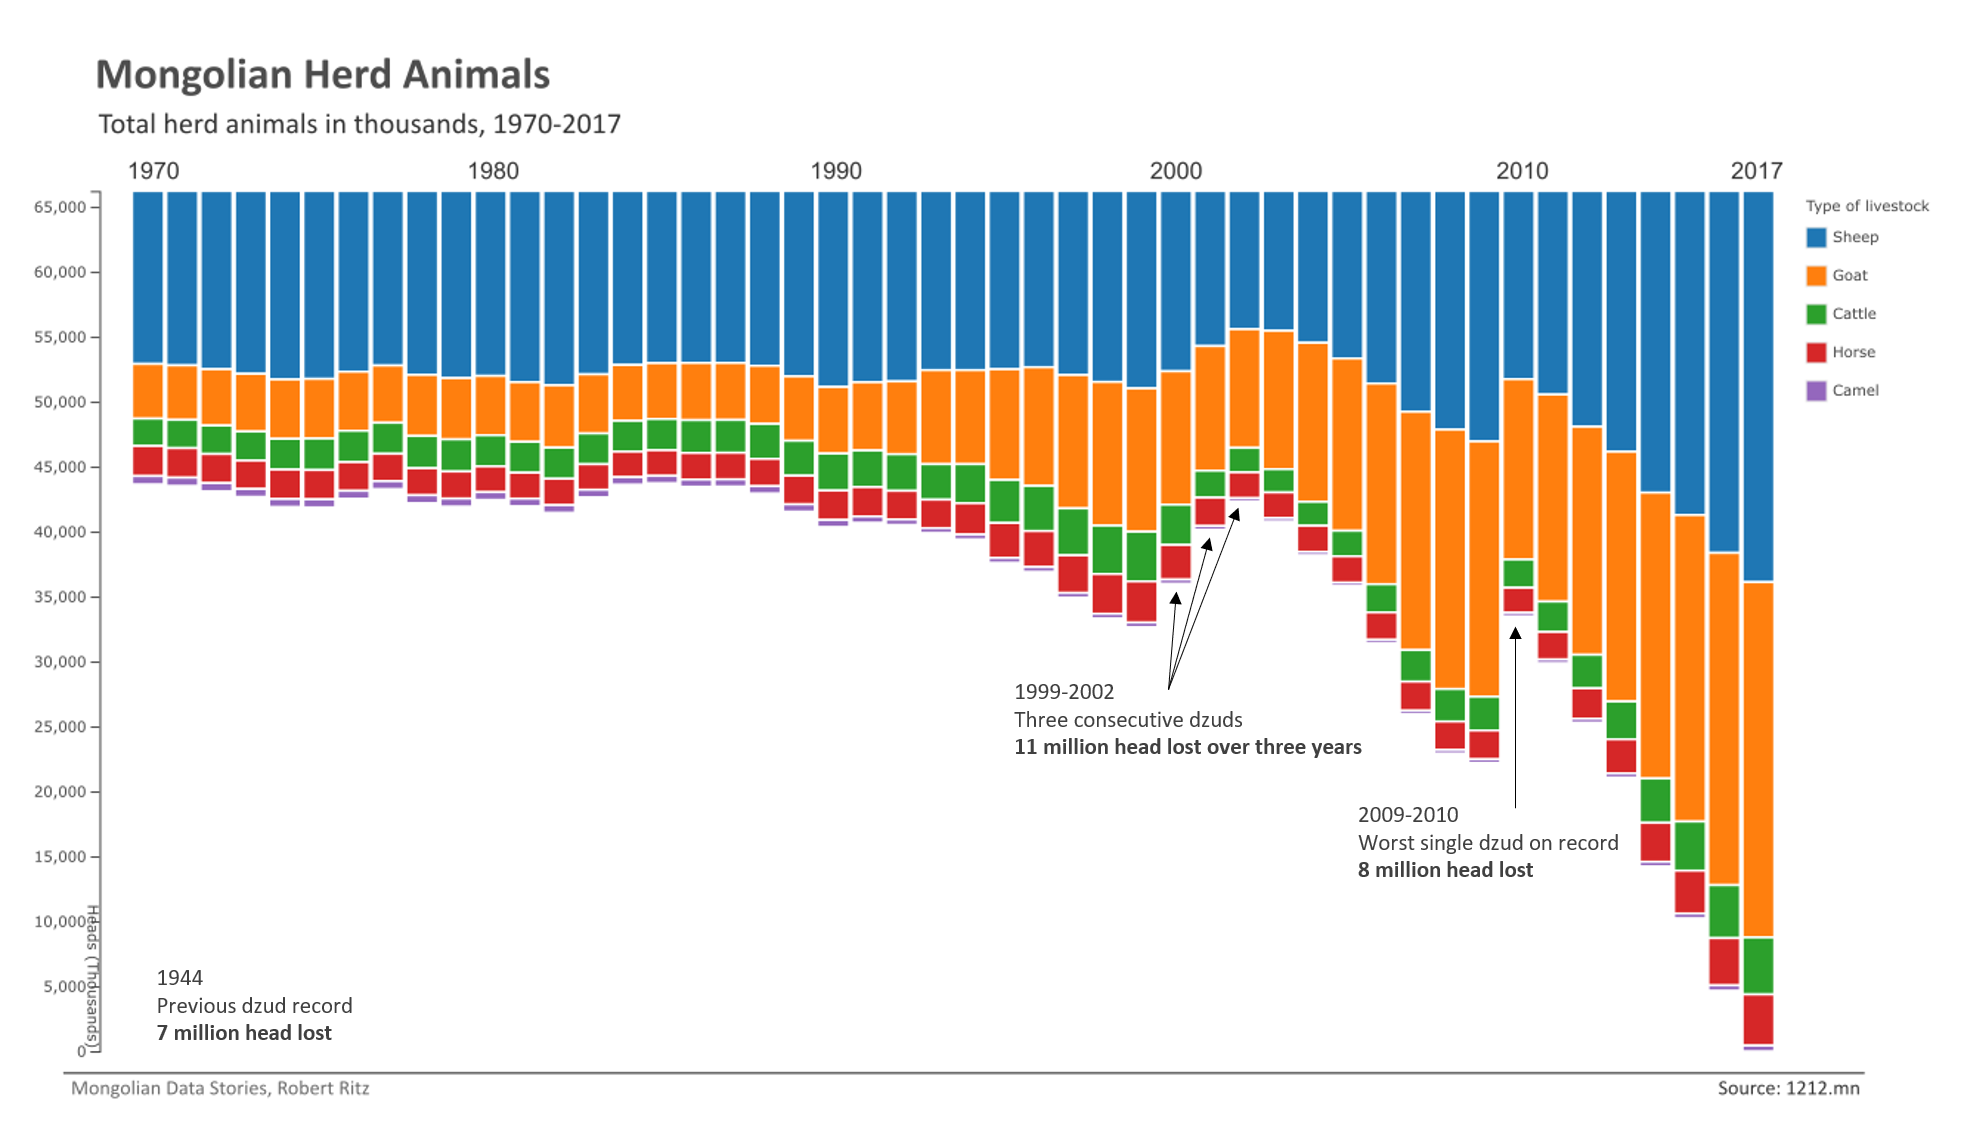 Mongolian Herd Animals
Total herd animals in thousands, 1970-2017
1970 1980 1990 2000 2010 2017
65,000
60,000
55,000
50,000
45,000
40,000
35,000
30,000
25,000
20,000
15,000
10,000
5,000
0
Heads (Thousands)
Type of livestock
Sheep
Goat
Cattle
Horse
Camel
1999-2002
Three consecutive dzuds
11 million head lost over three years
2009-2010
Worst single dzud on record
8 million head lost
1944
Previous dzud record
7 million head lost
Mongolian Data Stories, Robert Ritz
Source: 1212.mn